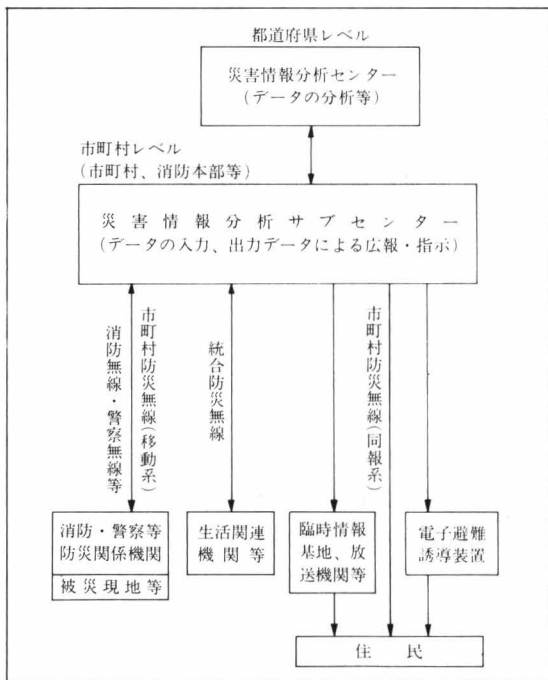 都道府県レベル
災害情報分析センター
(データの分析等)
市町村レベル
(市町村、消防本部等)
災害情報分析サブセンター
(データの入力、出力データによる広報・指示)
消防無線・警察無線等
市町村防災無線(移動系)
統合防災無線
市町村防災無線(同報系)
消防・警察等
防災関係機関
被災現地等
生活関連
機関等
臨時情報
基地、放
送機関等
電子避難
誘導装置
住民